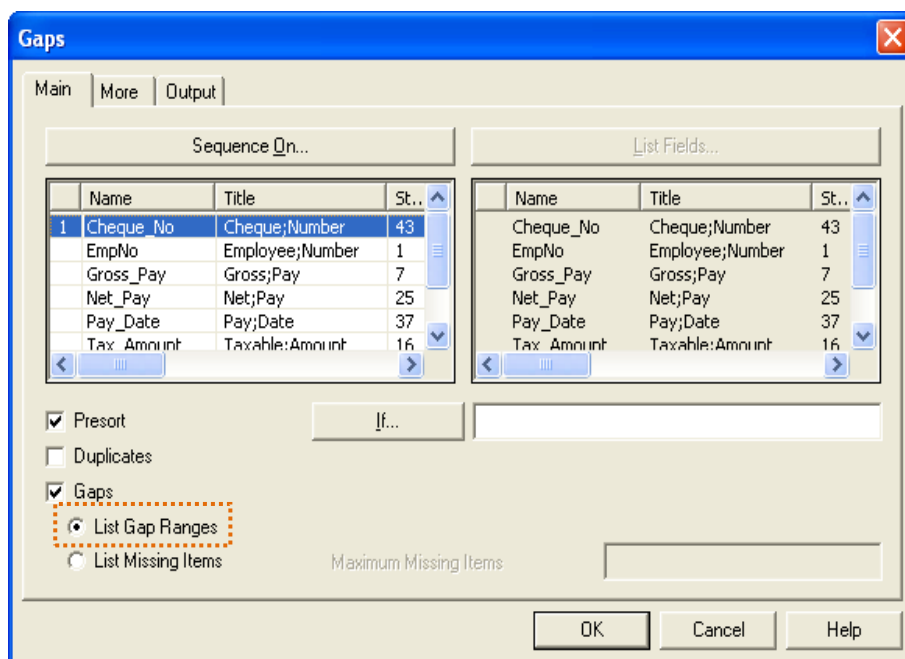 Gaps
Main More Output
Sequence On... List Fields...
Name Title St.. Name Title St..
1 Cheque_No Cheque;Number 43 Cheque_No Cheque;Number 43
EmpNo Employee;Number 1 EmpNo Employee;Number 1
Gross_Pay Gross;Pay 7 Gross_Pay Gross;Pay 7
Net_Pay Net;Pay 25 Net_Pay Net;Pay 25
Pay_Date Pay;Date 37 Pay_Date Pay;Date 37
Tax_Amount Taxable;Amount 16 Tax_Amount Taxable;Amount 16
Presort If...
Duplicates
Gaps
List Gap Ranges
List Missing Items Maximum Missing Items
OK Cancel Help